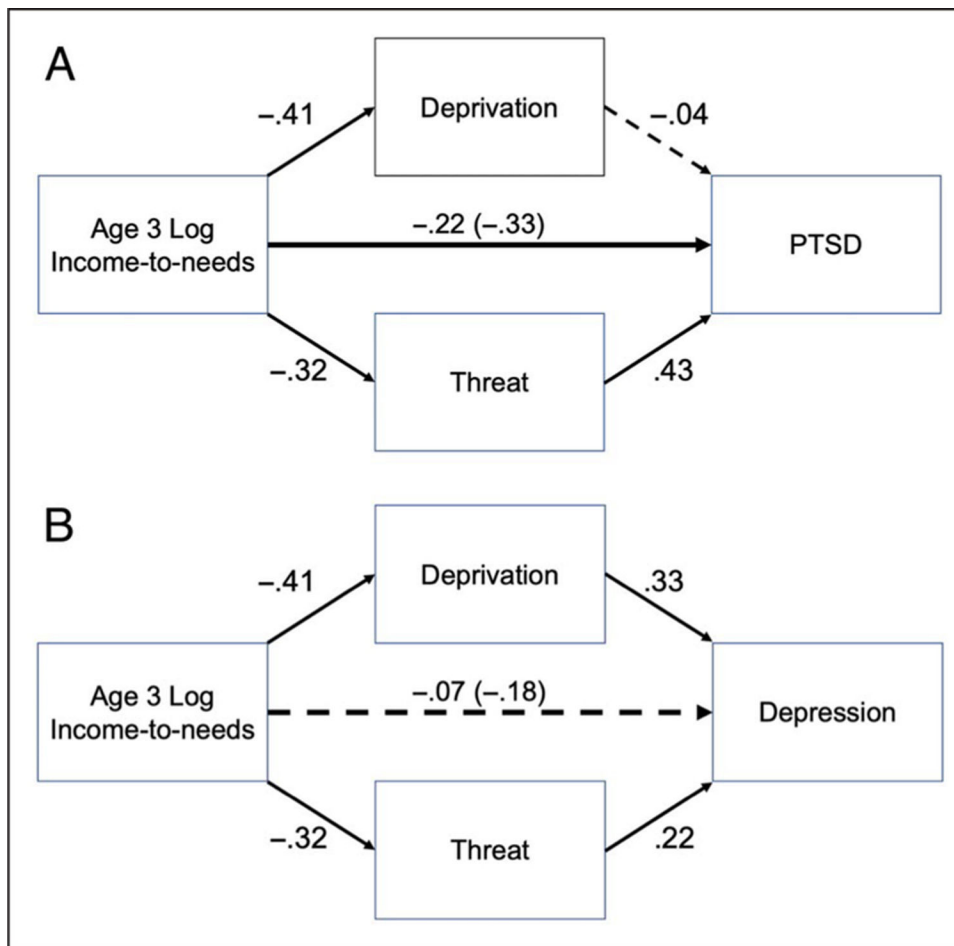 A
Deprivation
–.41
–.04
Age 3 Log
Income-to-needs
–.22 (–.33)
PTSD
–.32
Threat
.43
B
Deprivation
–.41
.33
Age 3 Log
Income-to-needs
–.07 (–.18)
Depression
–.32
Threat
.22